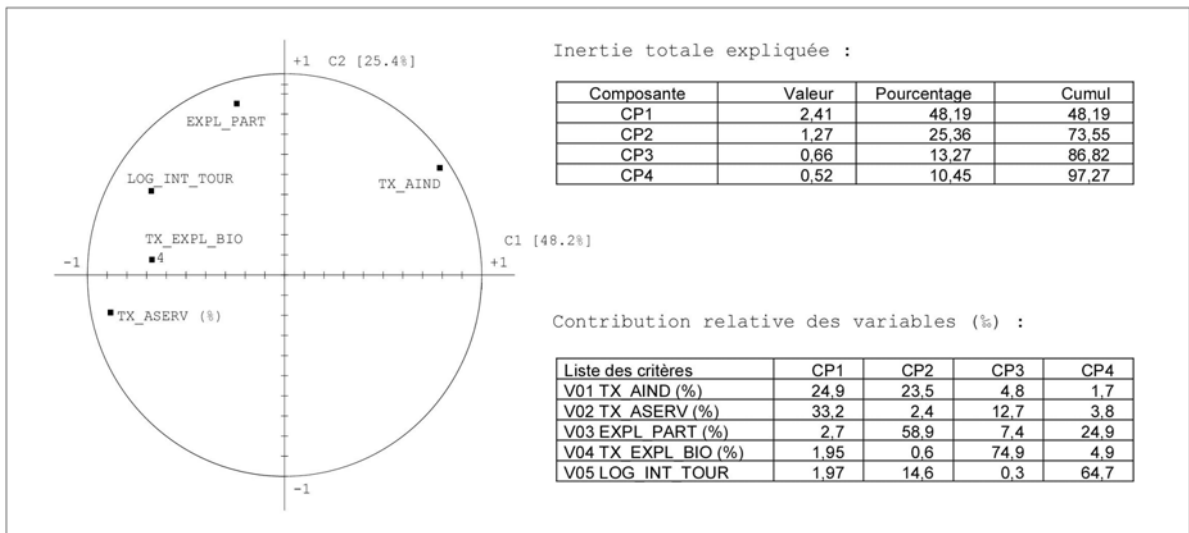 +1 C2 [25.4%]
EXPL_PART
LOG_INT_TOUR
TX_AIND
TX_EXPL_BIO
4
C1 [48.2%]
-1
+1
TX_ASERV (%)
-1
Inertie totale expliquée :
Composante Valeur Pourcentage Cumul
CP1 2,41 48,19 48,19
CP2 1,27 25,36 73,55
CP3 0,66 13,27 86,82
CP4 0,52 10,45 97,27
Contribution relative des variables (‰) :
Liste des critères CP1 CP2 CP3 CP4
V01 TX_AIND (%) 24,9 23,5 4,8 1,7
V02 TX_ASERV (%) 33,2 2,4 12,7 3,8
V03 EXPL_PART (%) 2,7 58,9 7,4 24,9
V04 TX_EXPL_BIO (%) 1,95 0,6 74,9 4,9
V05 LOG_INT_TOUR 1,97 14,6 0,3 64,7